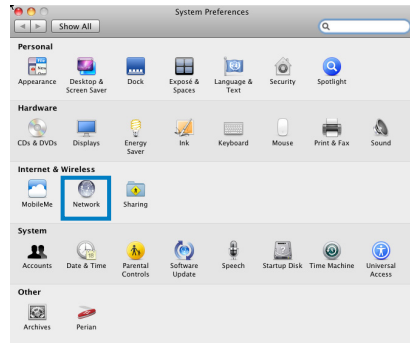 System Preferences
Show All
Personal
Appearance Desktop & Screen Saver Dock Exposé & Spaces Language & Text Security Spotlight
Hardware
CDs & DVDs Displays Energy Saver Ink Keyboard Mouse Print & Fax Sound
Internet & Wireless
MobileMe Network Sharing
System
Accounts Date & Time Parental Controls Software Update Speech Startup Disk Time Machine Universal Access
Other
Archives Perian